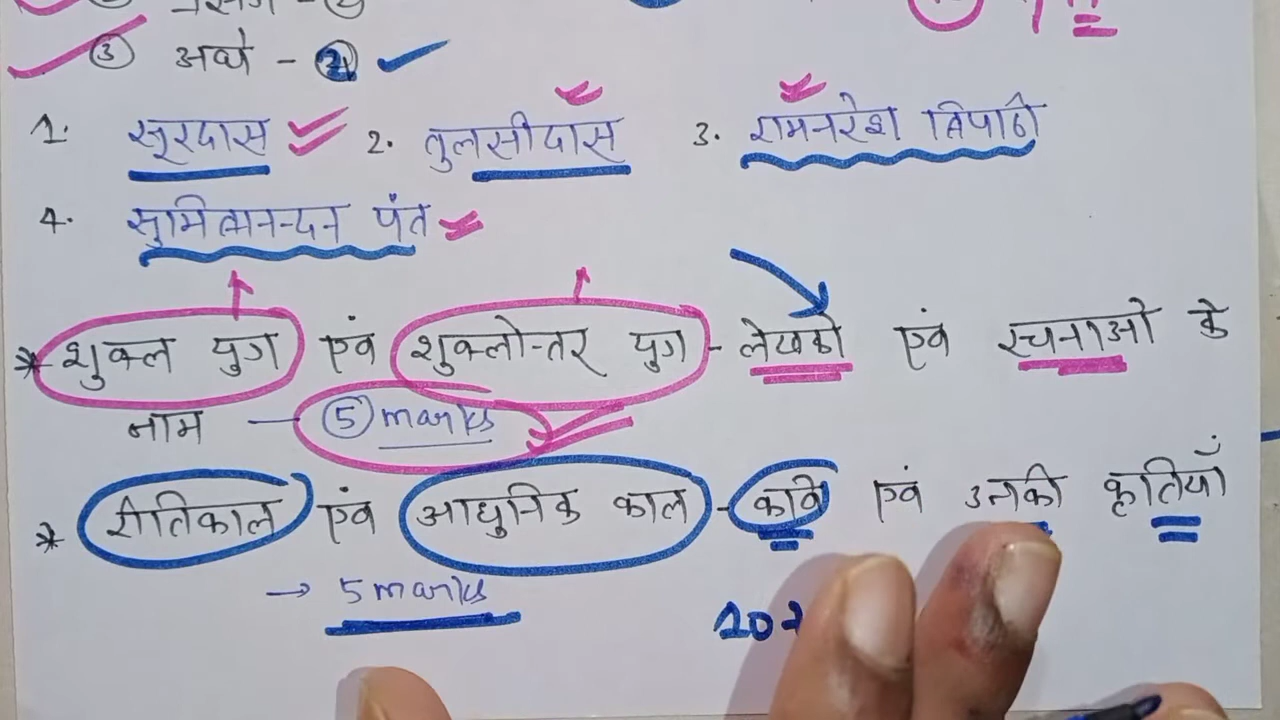 ③ अर्थ -
1. सूरदास 2. तुलसीदास 3. रामनरेश त्रिपाठी
4. सुमित्रानन्दन पंत
* शुक्ल युग एवं शुक्लोन्तर युग - लेखको एवं रचनाओ के
नाम - ⑤ marks
* रीतिकाल एवं आधुनिक काल - कवि एवं उनकी कृतियाँ
→ 5 marks